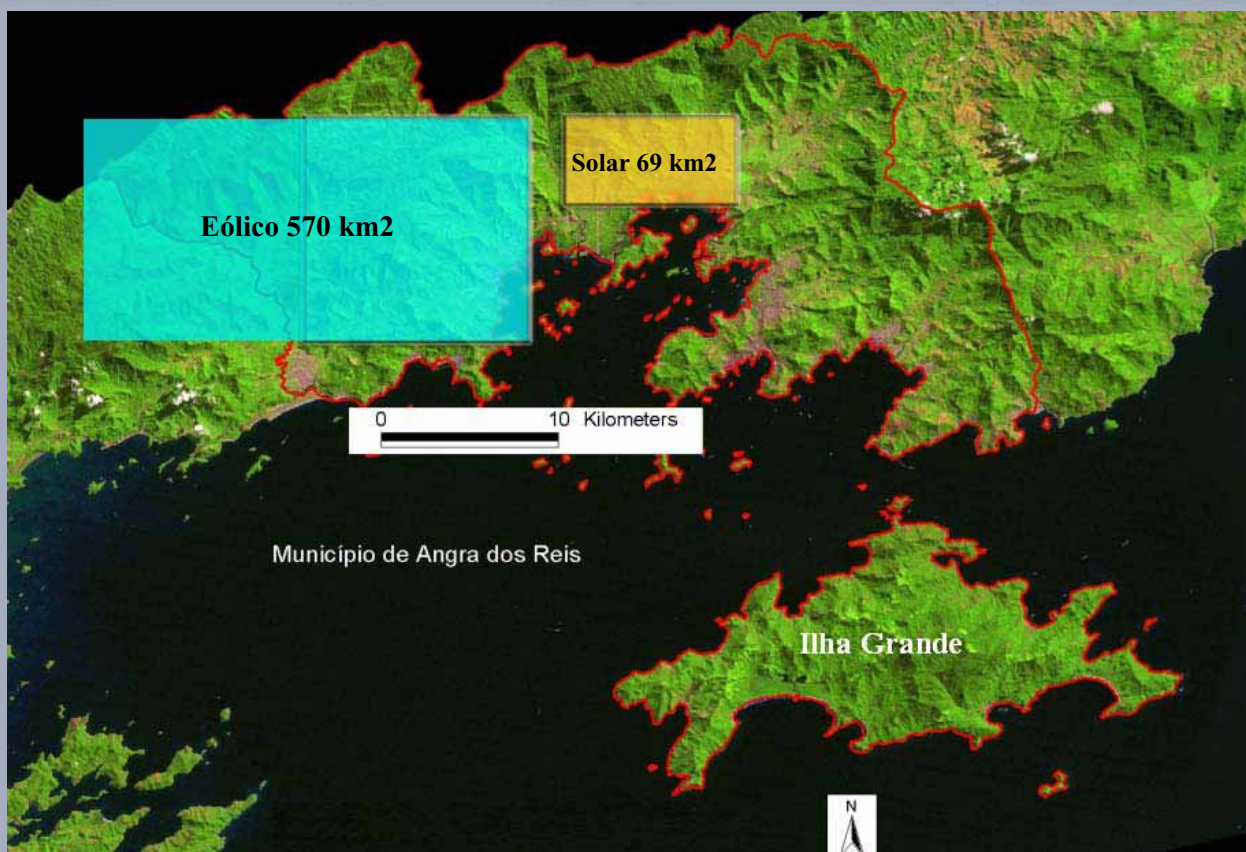 Solar 69 km2
Eólico 570 km2
0 10 Kilometers
Município de Angra dos Reis
Ilha Grande
N